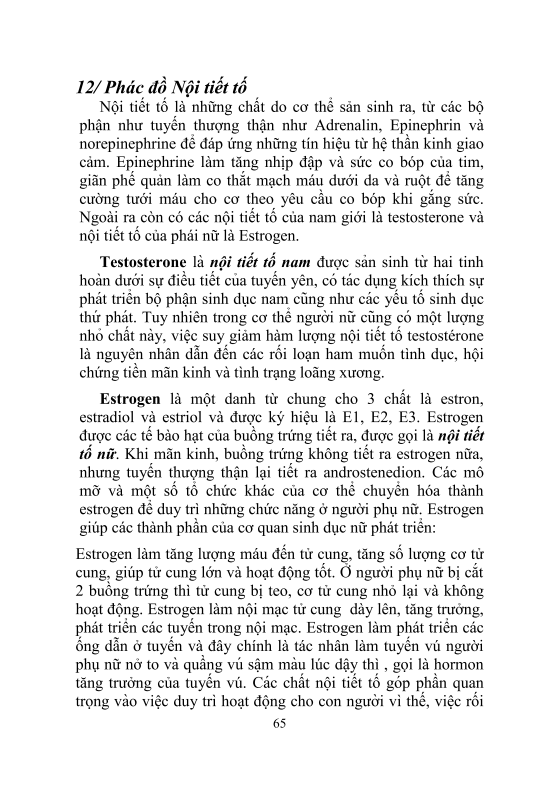 12/ Phác đồ Nội tiết tố
Nội tiết tố là những chất do cơ thể sản sinh ra, từ các bộ
phận như tuyến thượng thận như Adrenalin, Epinephrin và
norepinephrine để đáp ứng những tín hiệu từ hệ thần kinh giao
cảm. Epinephrine làm tăng nhịp đập và sức co bóp của tim,
giãn phế quản làm co thắt mạch máu dưới da và ruột để tăng
cường tưới máu cho cơ theo yêu cầu co bóp khi gắng sức.
Ngoài ra còn có các nội tiết tố của nam giới là testosterone và
nội tiết tố của phái nữ là Estrogen.
Testosterone là nội tiết tố nam được sản sinh từ hai tinh
hoàn dưới sự điều tiết của tuyến yên, có tác dụng kích thích sự
phát triển bộ phận sinh dục nam cũng như các yếu tố sinh dục
thứ phát. Tuy nhiên trong cơ thể người nữ cũng có một lượng
nhỏ chất này, việc suy giảm hàm lượng nội tiết tố testostérone
là nguyên nhân dẫn đến các rối loạn ham muốn tình dục, hội
chứng tiền mãn kinh và tình trạng loãng xương.
Estrogen là một danh từ chung cho 3 chất là estron,
estradiol và estriol và được ký hiệu là E1, E2, E3. Estrogen
được các tế bào hạt của buồng trứng tiết ra, được gọi là nội tiết
tố nữ. Khi mãn kinh, buồng trứng không tiết ra estrogen nữa,
nhưng tuyến thượng thận lại tiết ra androstenedion. Các mô
mỡ và một số tổ chức khác của cơ thể chuyển hóa thành
estrogen để duy trì những chức năng ở người phụ nữ. Estrogen
giúp các thành phần của cơ quan sinh dục nữ phát triển:
Estrogen làm tăng lượng máu đến tử cung, tăng số lượng cơ tử
cung, giúp tử cung lớn và hoạt động tốt. Ở người phụ nữ bị cắt
2 buồng trứng thì tử cung bị teo, cơ tử cung nhỏ lại và không
hoạt động. Estrogen làm nội mạc tử cung dày lên, tăng trưởng,
phát triển các tuyến trong nội mạc. Estrogen làm phát triển các
ống dẫn ở tuyến và đây chính là tác nhân làm tuyến vú người
phụ nữ nở to và quầng vú sậm màu lúc dậy thì , gọi là hormon
tăng trưởng của tuyến vú. Các chất nội tiết tố góp phần quan
trọng vào việc duy trì hoạt động cho con người vì thế, việc rối
65